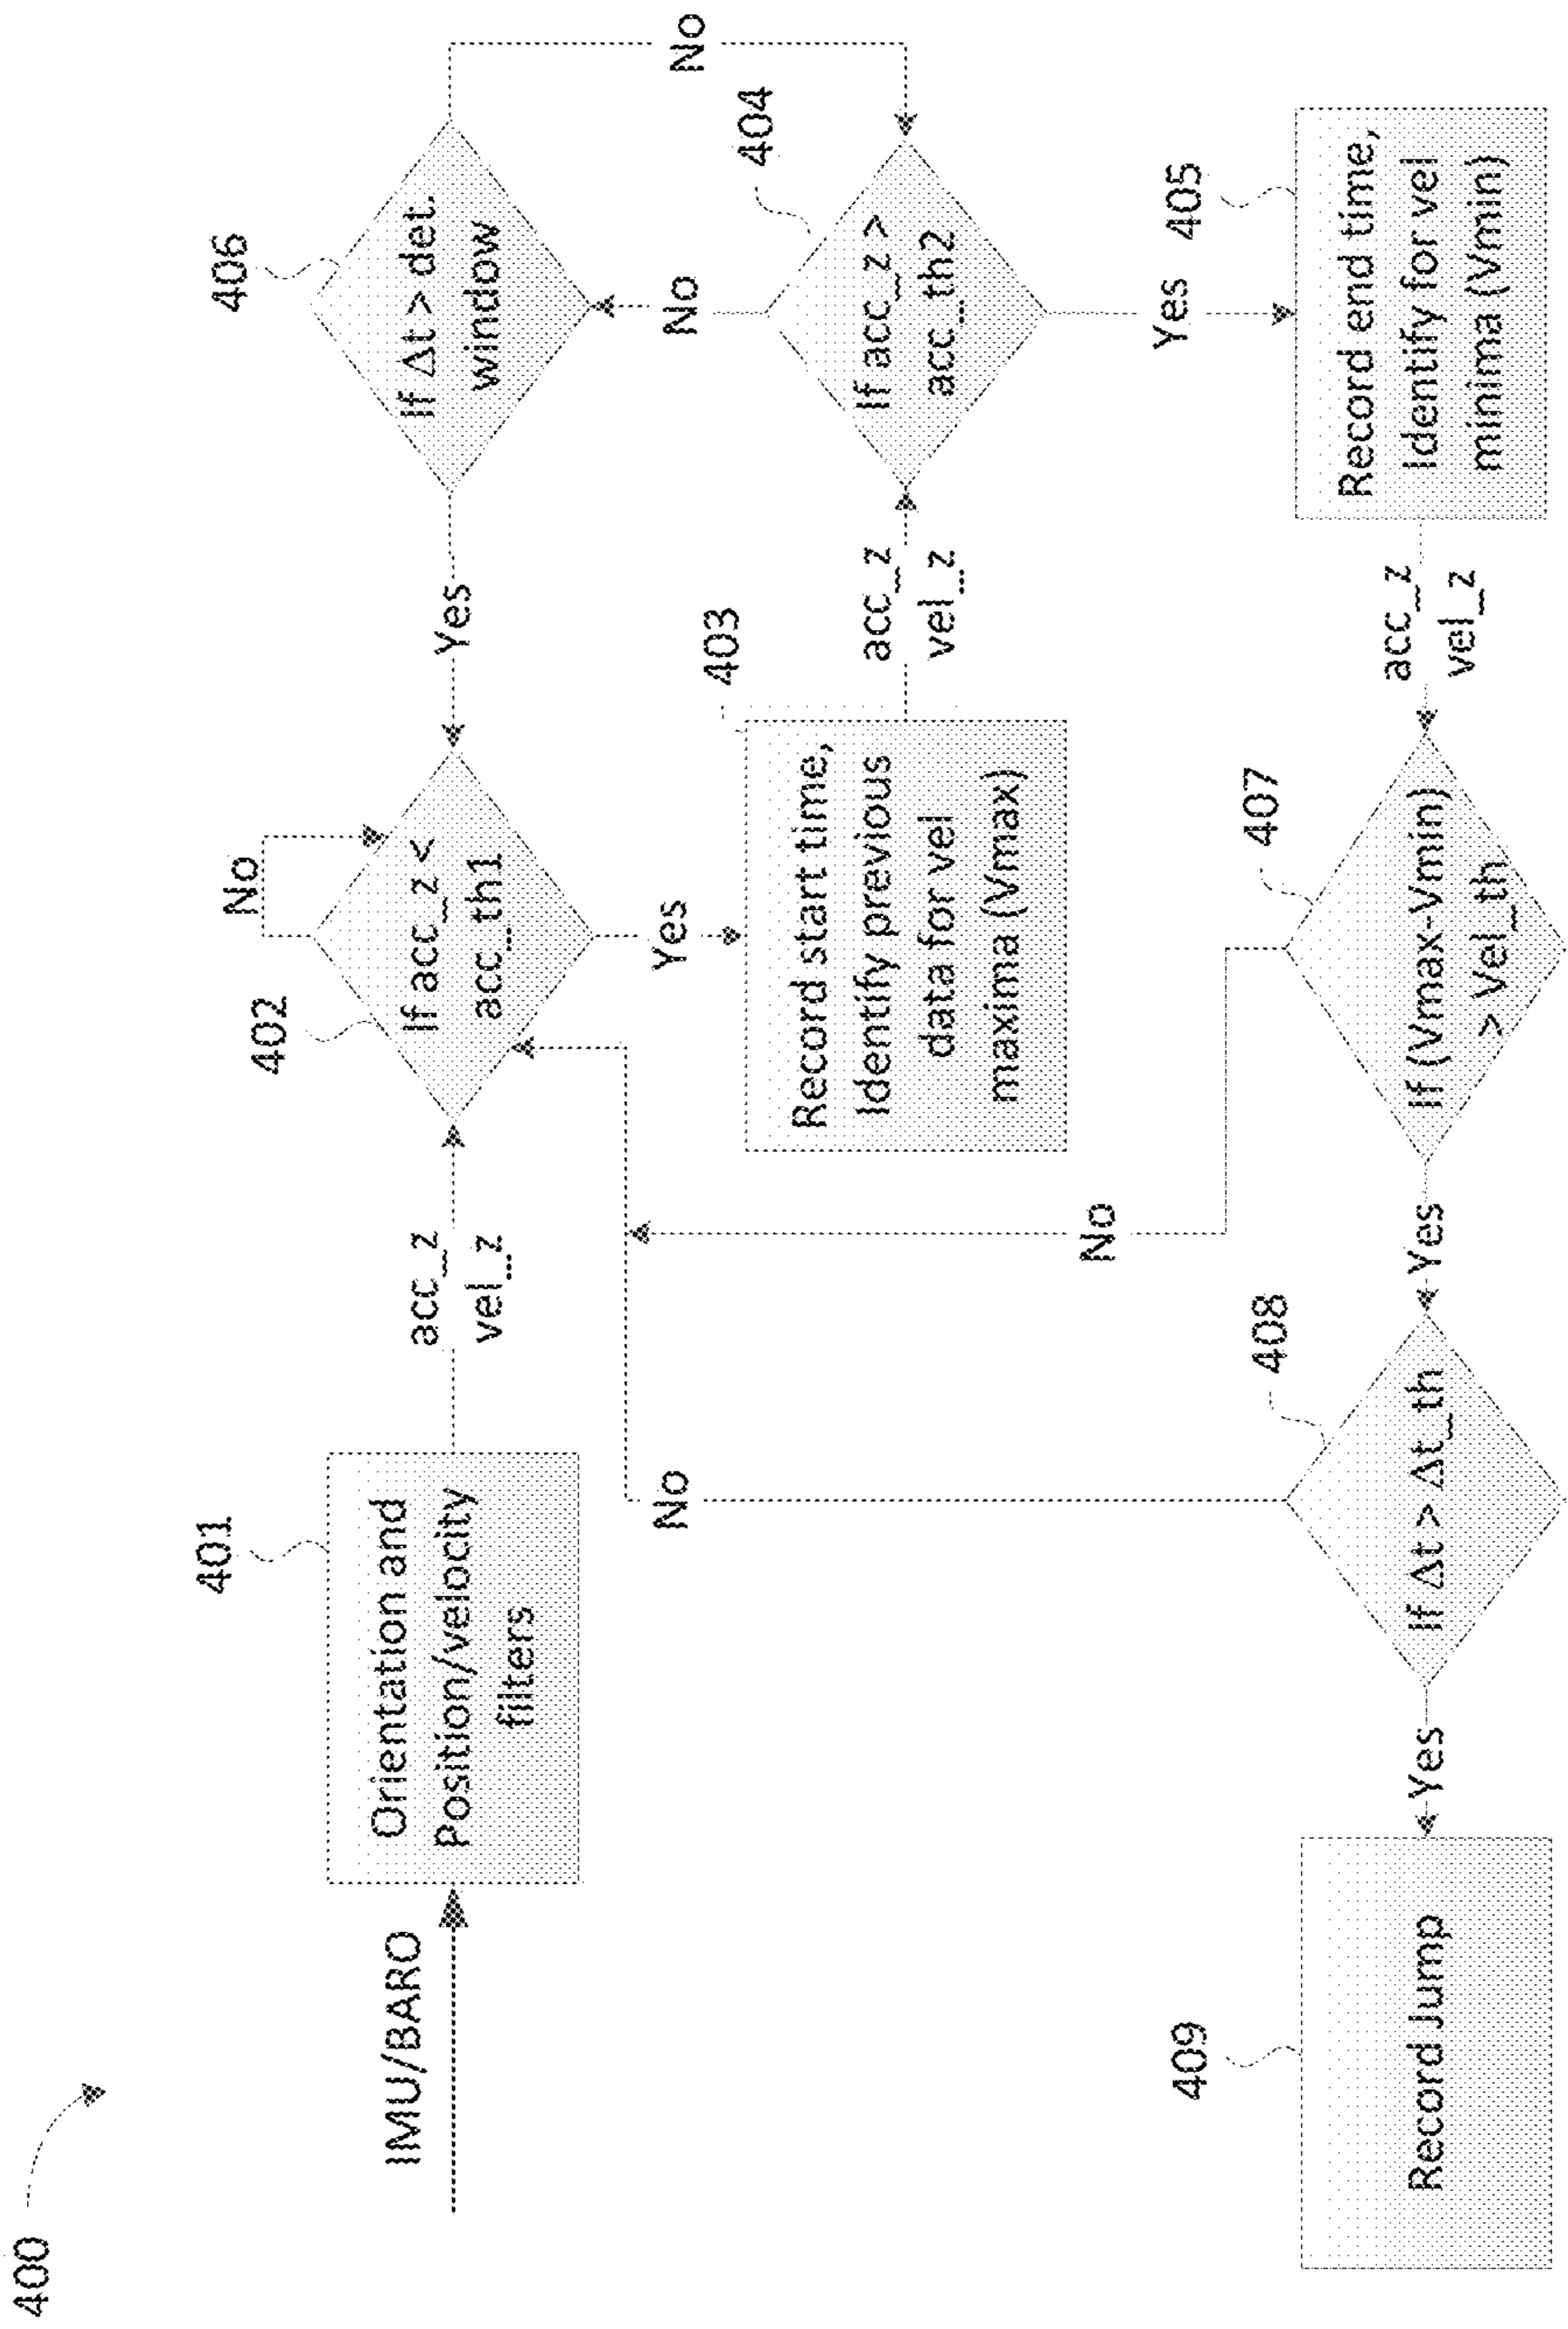 400
IMU/BARO
401
Orientation and
Position/velocity
filters
acc_z
vel_z
402
No
If acc_z <
acc_th1
Yes
403
Record start time,
Identify previous
data for vel
maxima (Vmax)
acc_z
vel_z
404
If acc_z >
acc_th2
No
406
If Δt > det.
window
Yes
No
Yes
405
Record end time,
Identify for vel
minima (Vmin)
acc_z
vel_z
407
If (Vmax-Vmin)
> Vel_th
No
Yes
408
If Δt > Δt_th
No
Yes
409
Record Jump